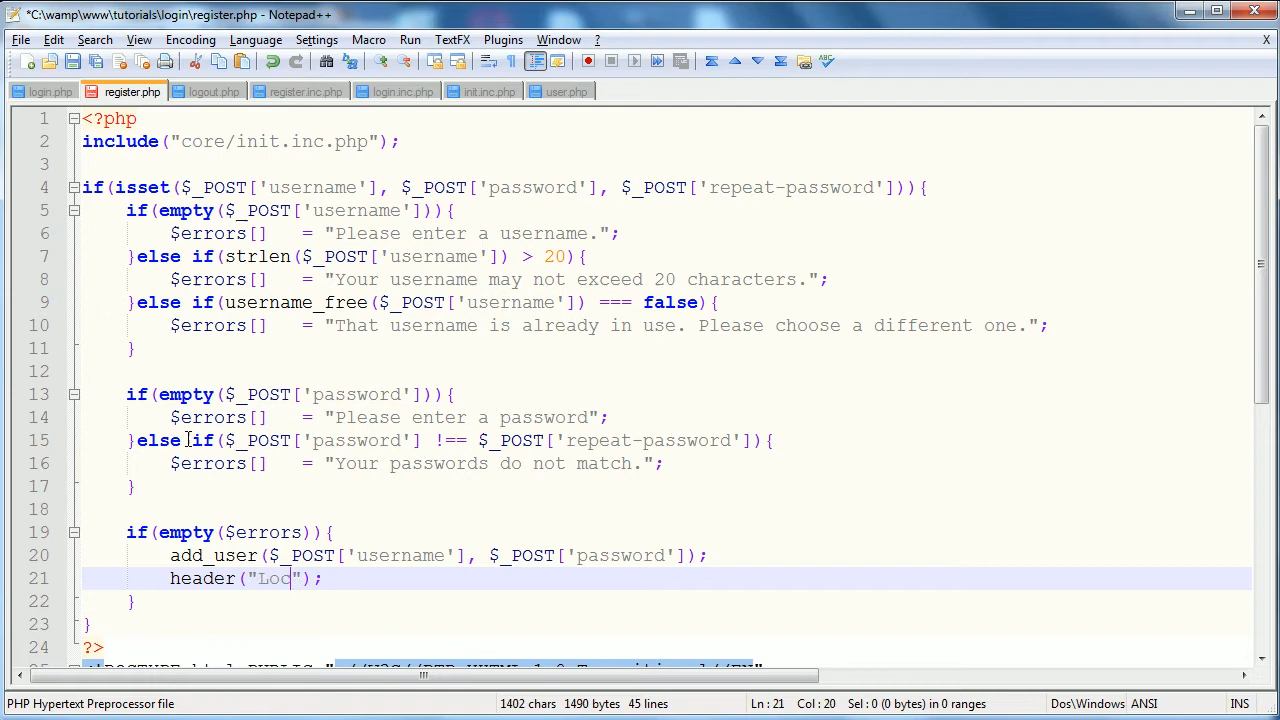 *C:\wamp\www\tutorials\login\register.php - Notepad++
File Edit Search View Encoding Language Settings Macro Run TextFX Plugins Window ? X
login.php register.php logout.php register.inc.php login.inc.php init.inc.php user.php
1 <?php
2 include("core/init.inc.php");
3
4 if(isset($_POST['username'], $_POST['password'], $_POST['repeat-password'])){
5 if(empty($_POST['username'])){
6 $errors[] = "Please enter a username.";
7 }else if(strlen($_POST['username']) > 20){
8 $errors[] = "Your username may not exceed 20 characters.";
9 }else if(username_free($_POST['username']) === false){
10 $errors[] = "That username is already in use. Please choose a different one.";
11 }
12
13 if(empty($_POST['password'])){
14 $errors[] = "Please enter a password";
15 }else if($_POST['password'] !== $_POST['repeat-password']){
16 $errors[] = "Your passwords do not match.";
17 }
18
19 if(empty($errors)){
20 add_user($_POST['username'], $_POST['password']);
21 header("Loc");
22 }
23 }
24 ?>
PHP Hypertext Preprocessor file 1402 chars 1490 bytes 45 lines Ln : 21 Col : 20 Sel : 0 (0 bytes) in 0 ranges Dos\Windows ANSI INS